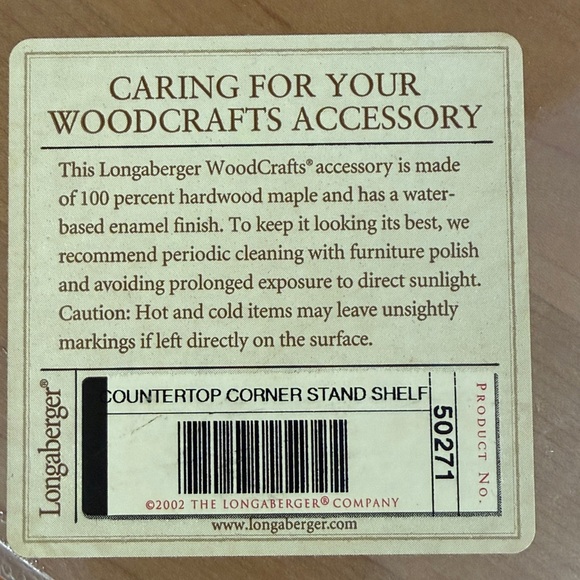 CARING FOR YOUR
WOODCRAFTS ACCESSORY
This Longaberger WoodCrafts® accessory is made
of 100 percent hardwood maple and has a water-
based enamel finish. To keep it looking its best, we
recommend periodic cleaning with furniture polish
and avoiding prolonged exposure to direct sunlight.
Caution: Hot and cold items may leave unsightly
markings if left directly on the surface.
Longaberger®
COUNTERTOP CORNER STAND SHELF
50271
PRODUCT NO.
©2002 THE LONGABERGER® COMPANY
www.longaberger.com